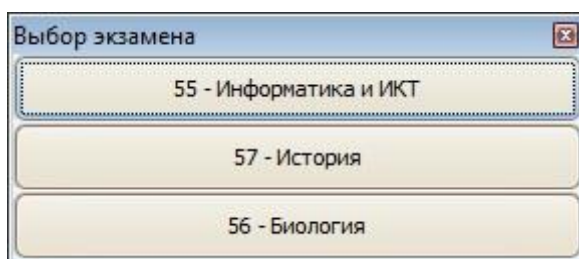 Выбор экзамена
55 - Информатика и ИКТ
57 - История
56 - Биология